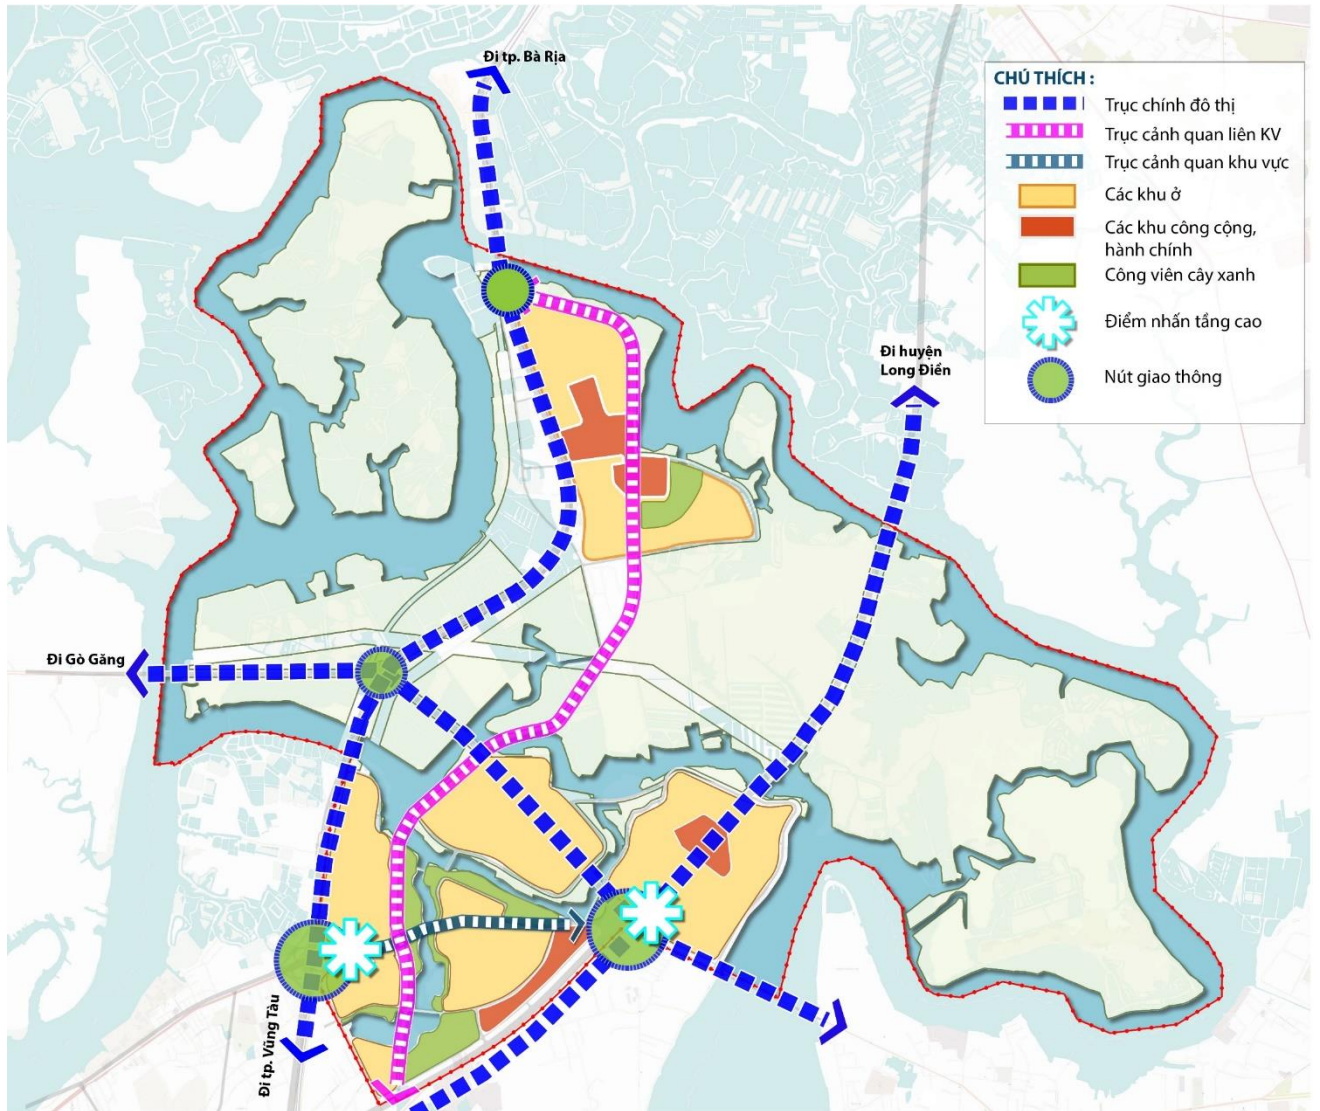 Đi tp. Bà Rịa
CHÚ THÍCH :
Trục chính đô thị
Trục cảnh quan liên KV
Trục cảnh quan khu vực
Các khu ở
Các khu công cộng,
hành chính
Công viên cây xanh
Điểm nhấn tầng cao
Nút giao thông
Đi huyện
Long Điền
Đi Gò Găng
Đi tp. Vũng Tàu